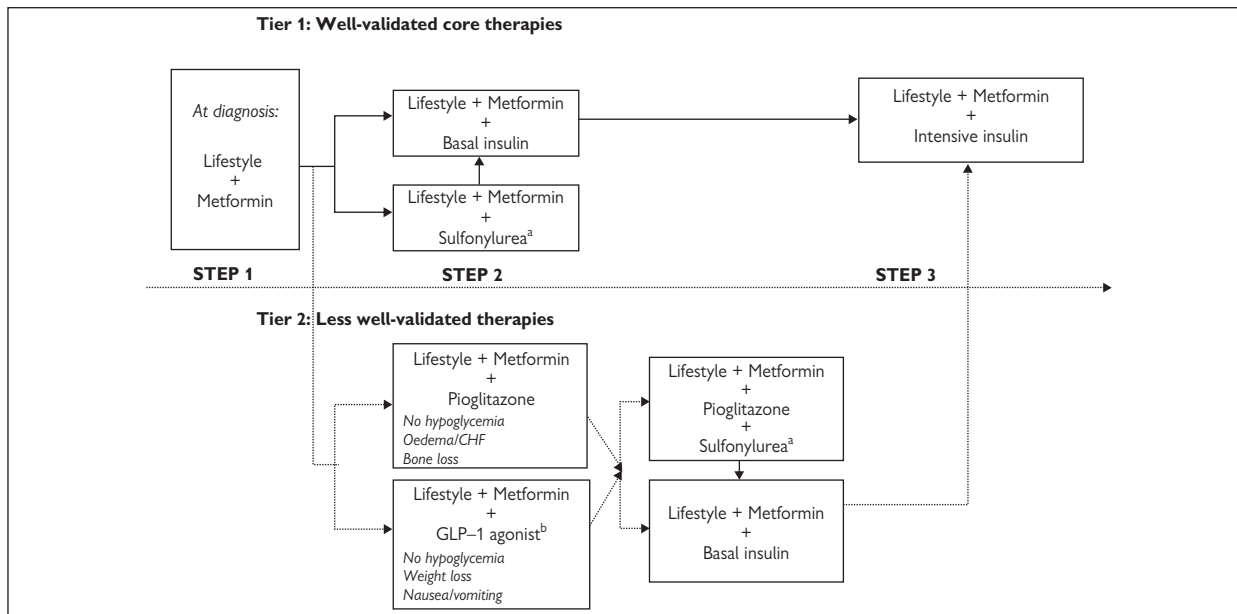 Tier 1: Well-validated core therapies
At diagnosis:
Lifestyle
+
Metformin
Lifestyle + Metformin
+
Basal insulin
Lifestyle + Metformin
+
Sulfonylureaᵃ
Lifestyle + Metformin
+
Intensive insulin
STEP 1
STEP 2
STEP 3
Tier 2: Less well-validated therapies
Lifestyle + Metformin
+
Pioglitazone
No hypoglycemia
Oedema/CHF
Bone loss
Lifestyle + Metformin
+
GLP–1 agonistᵇ
No hypoglycemia
Weight loss
Nausea/vomiting
Lifestyle + Metformin
+
Pioglitazone
+
Sulfonylureaᵃ
Lifestyle + Metformin
+
Basal insulin